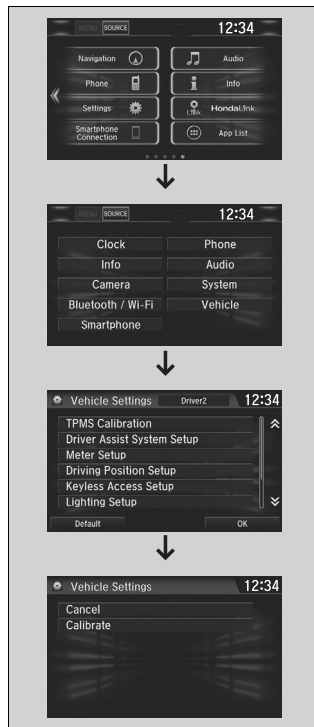 MENU SOURCE 12:34
Navigation Audio
Phone Info
Settings Link HondaLink
Smartphone
Connection App List
MENU SOURCE 12:34
Clock Phone
Info Audio
Camera System
Bluetooth / Wi-Fi Vehicle
Smartphone
Vehicle Settings Driver2 12:34
TPMS Calibration
Driver Assist System Setup
Meter Setup
Driving Position Setup
Keyless Access Setup
Lighting Setup
Default OK
Vehicle Settings 12:34
Cancel
Calibrate